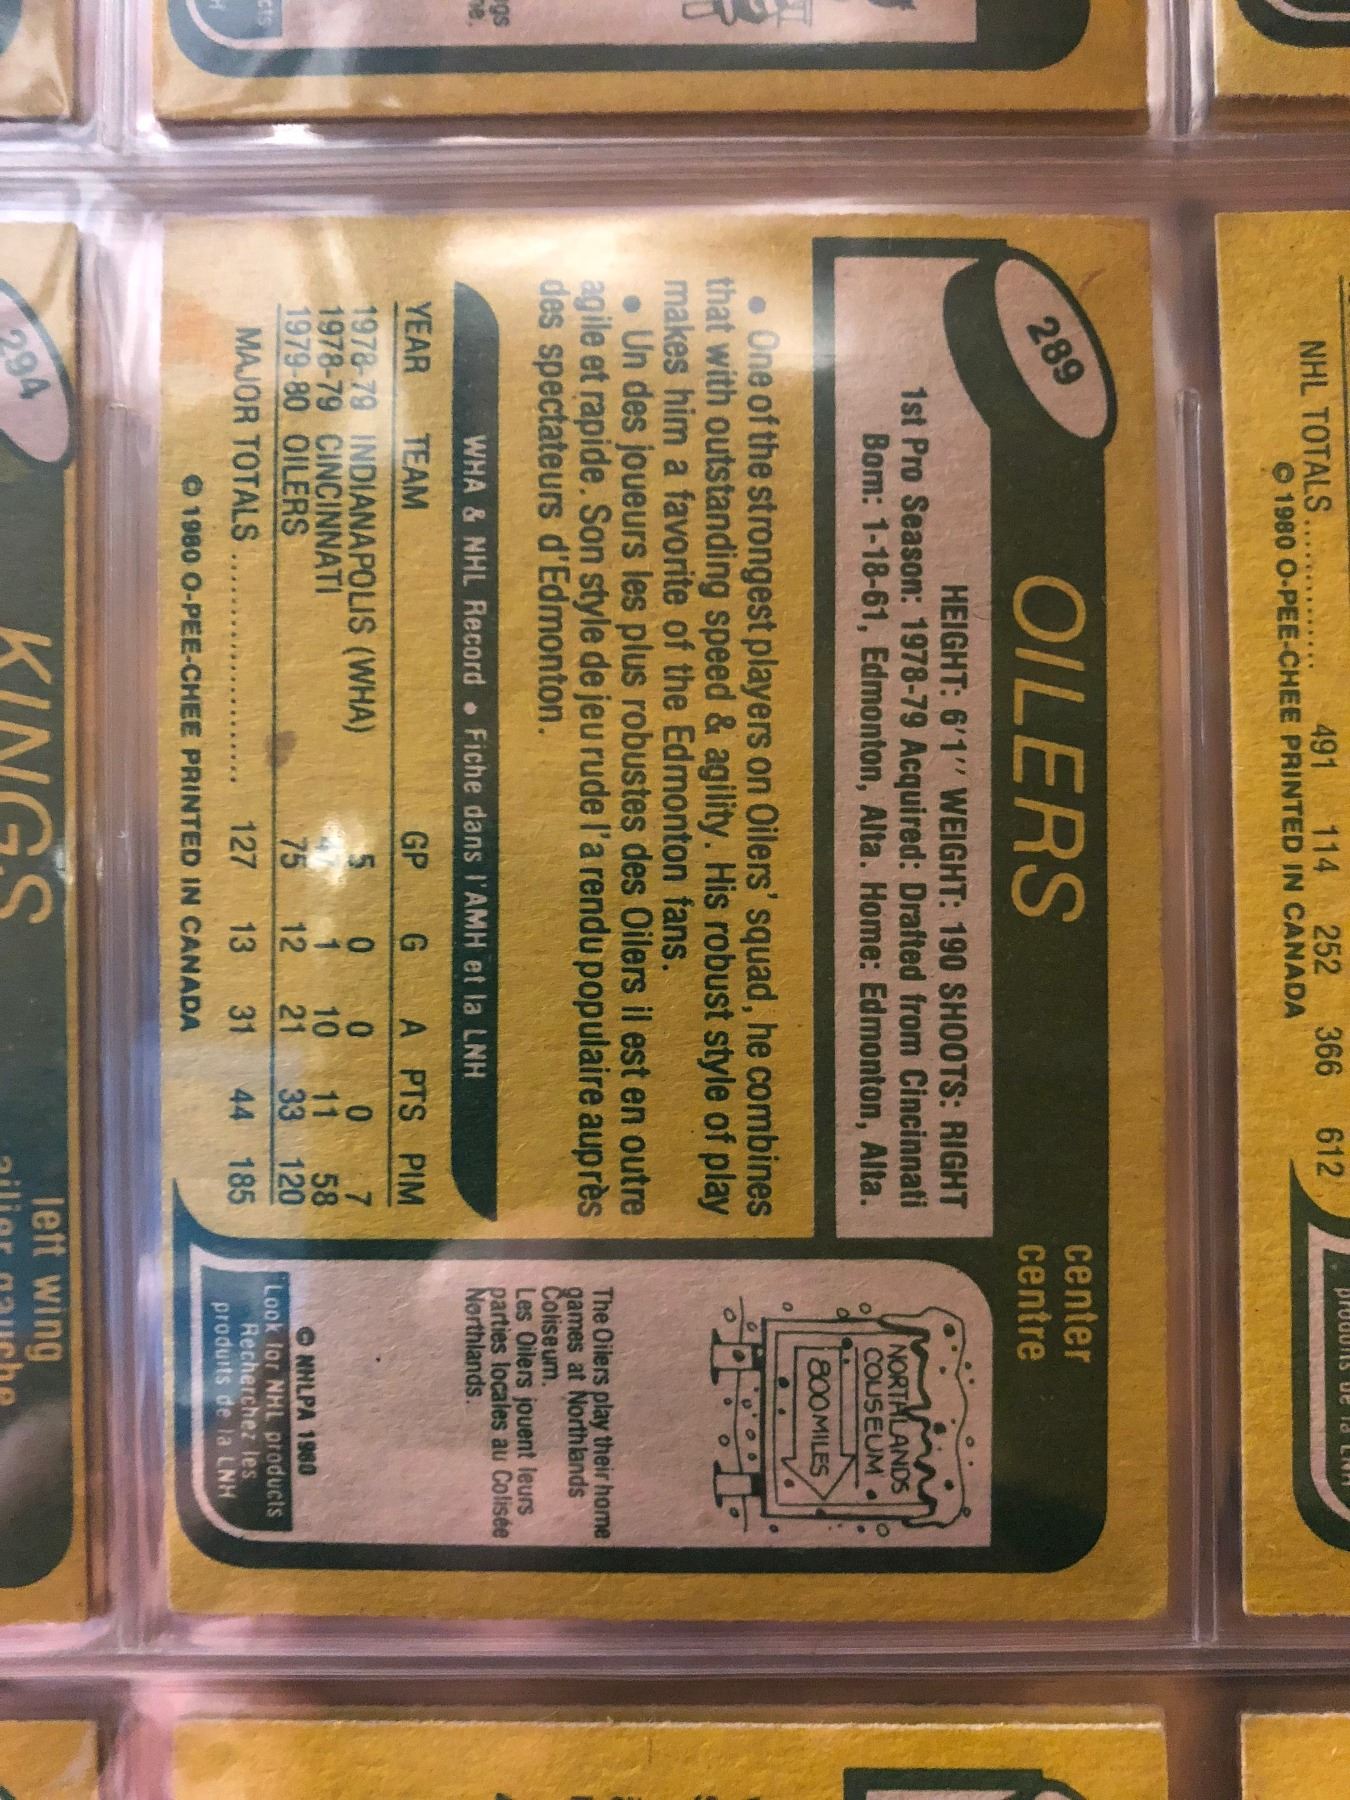 289
OILERS
center
centre
HEIGHT: 6'1'' WEIGHT: 190 SHOOTS: RIGHT
1st Pro Season: 1978-79 Acquired: Drafted from Cincinnati
Born: 1-18-61, Edmonton, Alta. Home: Edmonton, Alta.
• One of the strongest players on Oilers' squad, he combines
that with outstanding speed & agility. His robust style of play
makes him a favorite of the Edmonton fans.
• Un des joueurs les plus robustes des Oilers il est en outre
agile et rapide. Son style de jeu rude l'a rendu populaire auprès
des spectateurs d'Edmonton.
WHA & NHL Record • Fiche dans l'AMH et la LNH
YEAR TEAM GP G A PTS PIM
1978-79 INDIANAPOLIS (WHA) 5 0 0 0 7
1978-79 CINCINNATI 1 10 11 58
1979-80 OILERS 75 12 21 33 120
MAJOR TOTALS ................... 127 13 31 44 185
© 1980 O-PEE-CHEE PRINTED IN CANADA
NORTHLANDS
COLISEUM
800 MILES
The Oilers play their home
games at Northlands
Coliseum.
Les Oilers jouent leurs
parties locales au Colisée
Northlands.
© NHLPA 1980
Look for NHL products
Recherchez les
produits de la LNH
NHL TOTALS............ 491 114 252 366 612
© 1980 O-PEE-CHEE PRINTED IN CANADA
produits de la LNH
294
KINGS
left wing
ailier gauche